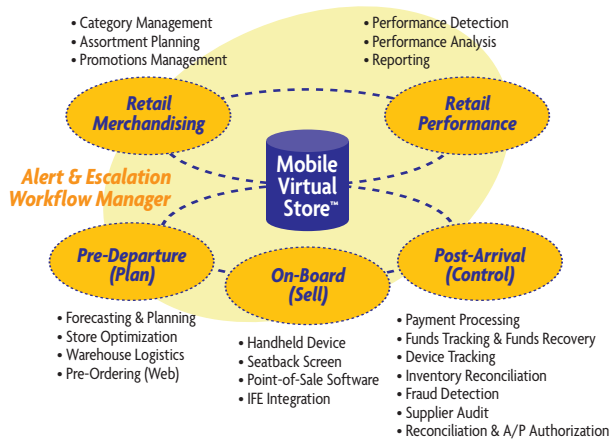 • Category Management
• Assortment Planning
• Promotions Management
• Performance Detection
• Performance Analysis
• Reporting
Retail
Merchandising
Retail
Performance
Mobile
Virtual
Store™
Alert & Escalation
Workflow Manager
Pre-Departure
(Plan)
On-Board
(Sell)
Post-Arrival
(Control)
• Forecasting & Planning
• Store Optimization
• Warehouse Logistics
• Pre-Ordering (Web)
• Handheld Device
• Seatback Screen
• Point-of-Sale Software
• IFE Integration
• Payment Processing
• Funds Tracking & Funds Recovery
• Device Tracking
• Inventory Reconciliation
• Fraud Detection
• Supplier Audit
• Reconciliation & A/P Authorization